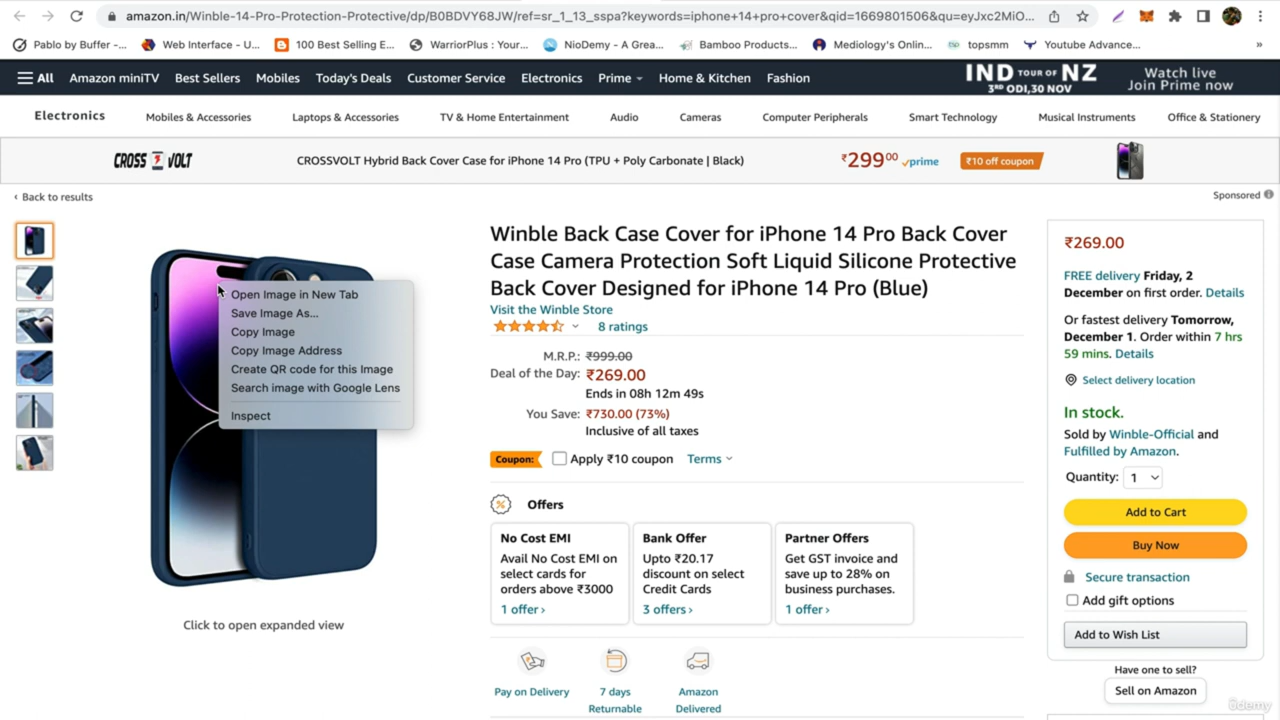 amazon.in/Winble-14-Pro-Protection-Protective/dp/B0BDVY68JW/ref=sr_1_13_sspa?keywords=iphone+14+pro+cover&qid=1669801506&qu=eyJxc2MiO...
Pablo by Buffer -...
Web Interface - U...
100 Best Selling E...
WarriorPlus : Your...
NioDemy - A Grea...
Bamboo Products...
Mediology's Onlin...
topsmm
Youtube Advance...
»
All
Amazon miniTV
Best Sellers
Mobiles
Today's Deals
Customer Service
Electronics
Prime
Home & Kitchen
Fashion
IND TOUR OF NZ
3RD ODI,30 NOV
Watch live
Join Prime now
Electronics
Mobiles & Accessories
Laptops & Accessories
TV & Home Entertainment
Audio
Cameras
Computer Peripherals
Smart Technology
Musical Instruments
Office & Stationery
CROSS VOLT
CROSSVOLT Hybrid Back Cover Case for iPhone 14 Pro (TPU + Poly Carbonate | Black)
₹29900 prime
₹10 off coupon
‹ Back to results
Sponsored
Open Image in New Tab
Save Image As...
Copy Image
Copy Image Address
Create QR code for this Image
Search image with Google Lens
Inspect
Click to open expanded view
Winble Back Case Cover for iPhone 14 Pro Back Cover
Case Camera Protection Soft Liquid Silicone Protective
Back Cover Designed for iPhone 14 Pro (Blue)
Visit the Winble Store
8 ratings
M.R.P.: ₹999.00
Deal of the Day: ₹269.00
Ends in 08h 12m 49s
You Save: ₹730.00 (73%)
Inclusive of all taxes
Coupon: Apply ₹10 coupon Terms
Offers
No Cost EMI
Avail No Cost EMI on
select cards for
orders above ₹3000
1 offer ›
Bank Offer
Upto ₹20.17
discount on select
Credit Cards
3 offers ›
Partner Offers
Get GST invoice and
save up to 28% on
business purchases.
1 offer ›
Pay on Delivery
7 days
Returnable
Amazon
Delivered
₹269.00
FREE delivery Friday, 2
December on first order. Details
Or fastest delivery Tomorrow,
December 1. Order within 7 hrs
59 mins. Details
Select delivery location
In stock.
Sold by Winble-Official and
Fulfilled by Amazon.
Quantity: 1
Add to Cart
Buy Now
Secure transaction
Add gift options
Add to Wish List
Have one to sell?
Sell on Amazon
ûdemy